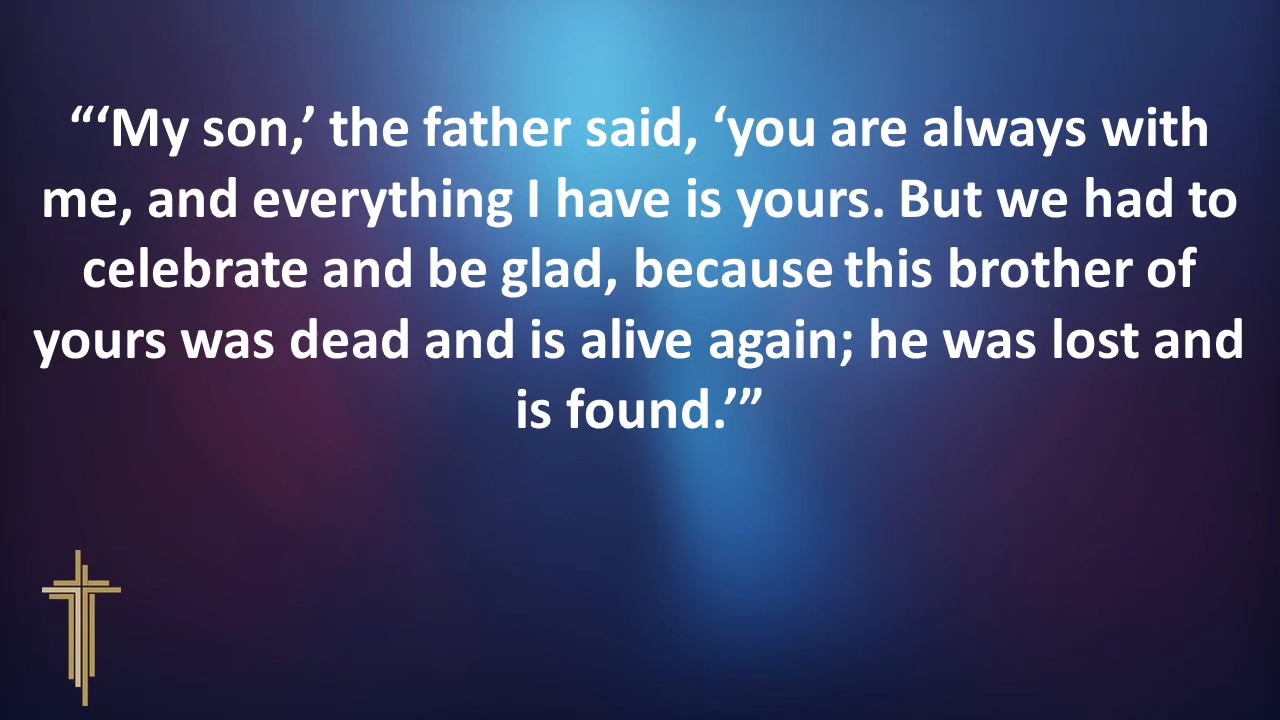 “‘My son,’ the father said, ‘you are always with
me, and everything I have is yours. But we had to
celebrate and be glad, because this brother of
yours was dead and is alive again; he was lost and
is found.’”